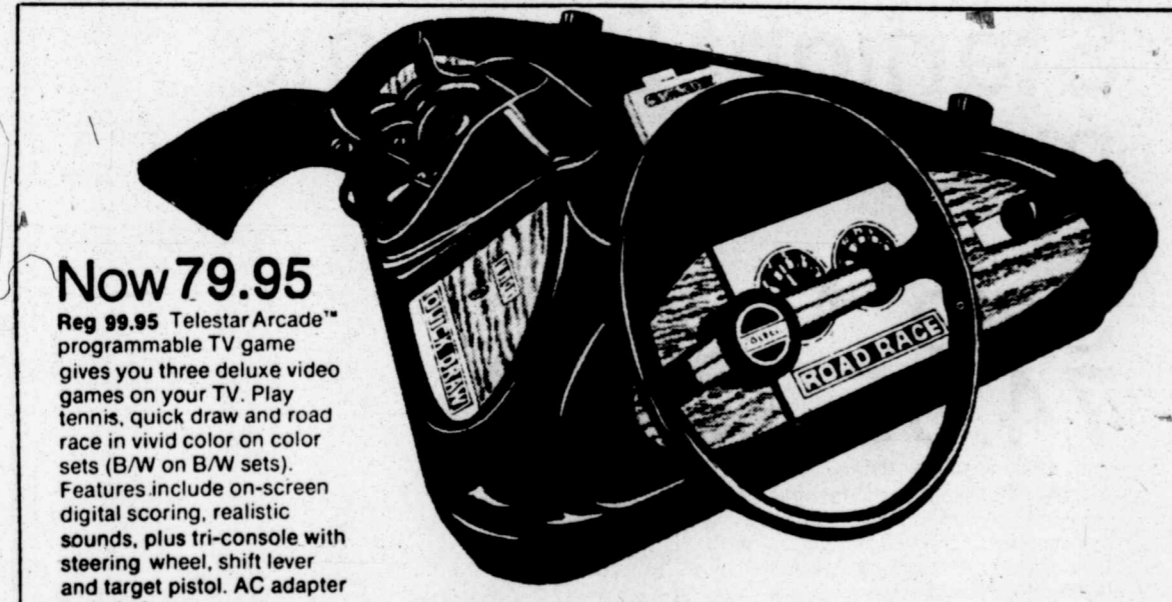 Now 79.95
Reg 99.95 Telestar Arcade™
programmable TV game
gives you three deluxe video
games on your TV. Play
tennis, quick draw and road
race in vivid color on color
sets (B/W on B/W sets).
Features include on-screen
digital scoring, realistic
sounds, plus tri-console with
steering wheel, shift lever
and target pistol. AC adapter
QUICK DRAW
ROAD RACE